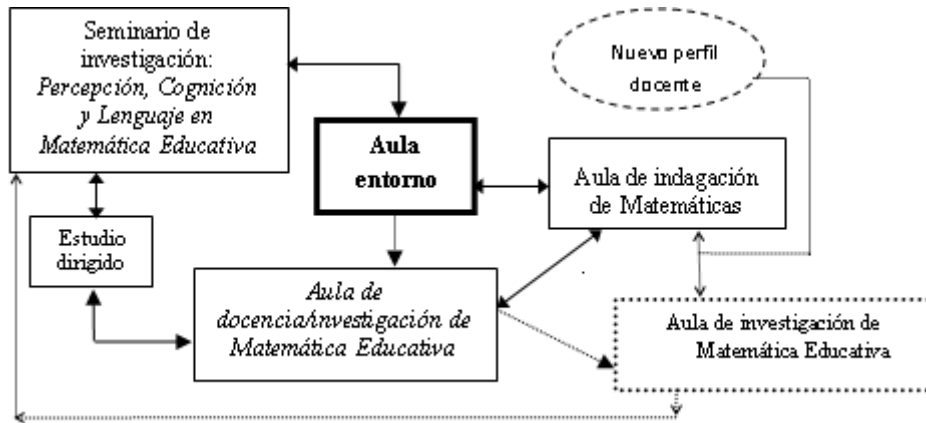 Seminario de
investigación:
Percepción, Cognición
y Lenguaje en
Matemática Educativa
Nuevo perfil
docente
Aula
entorno
Aula de indagación
de Matemáticas
Estudio
dirigido
Aula de
docencia/investigación de
Matemática Educativa
Aula de investigación de
Matemática Educativa